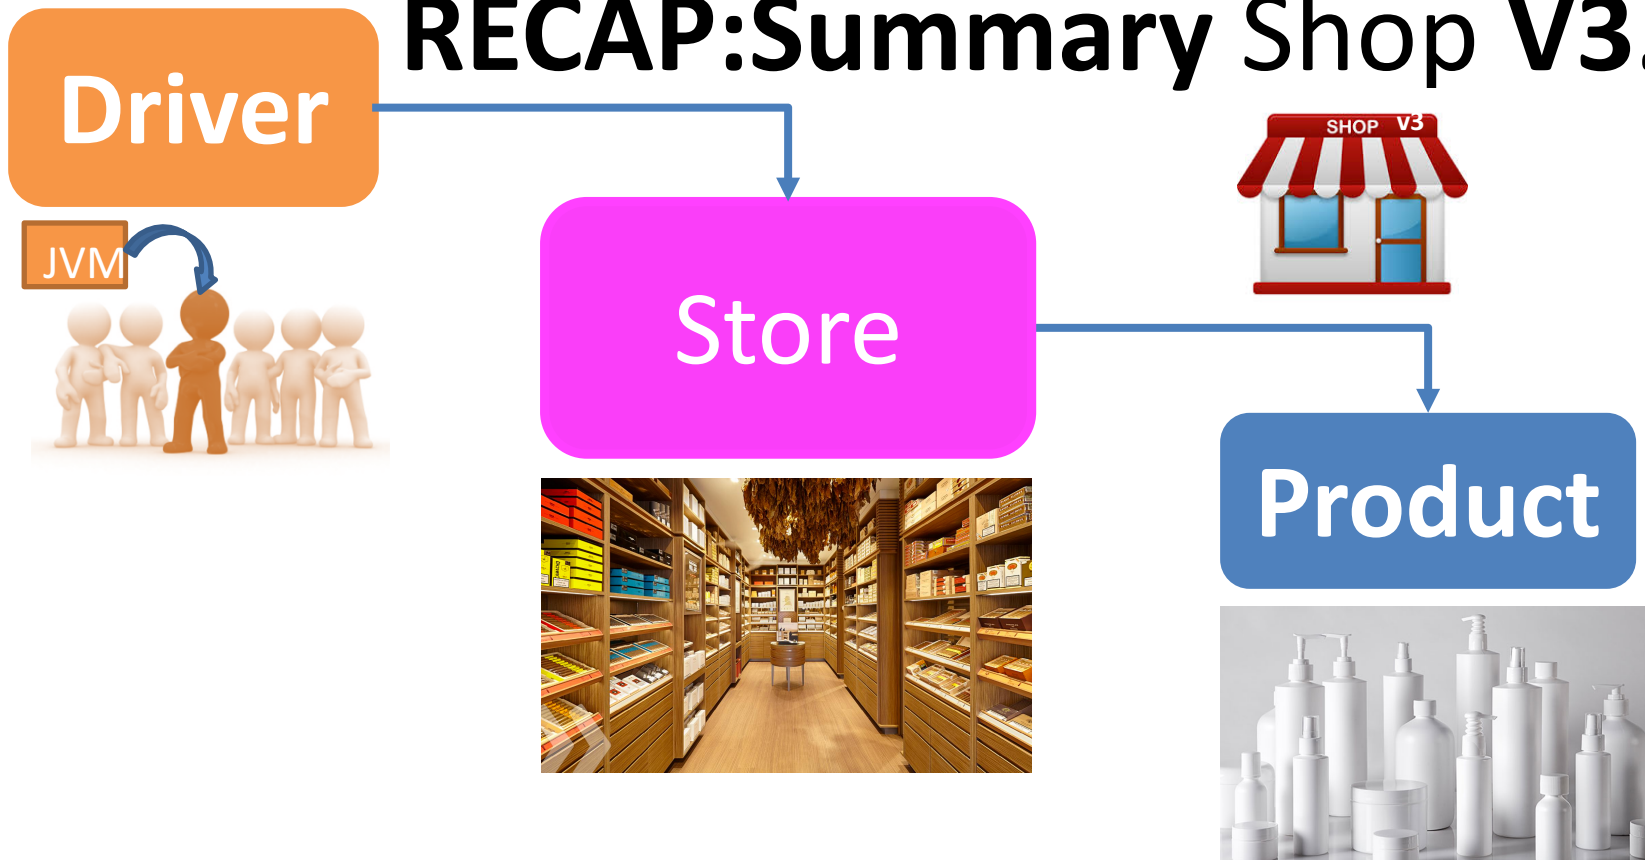 RECAP:Summary Shop V3.
Driver
SHOP v3
JVM
Store
Product